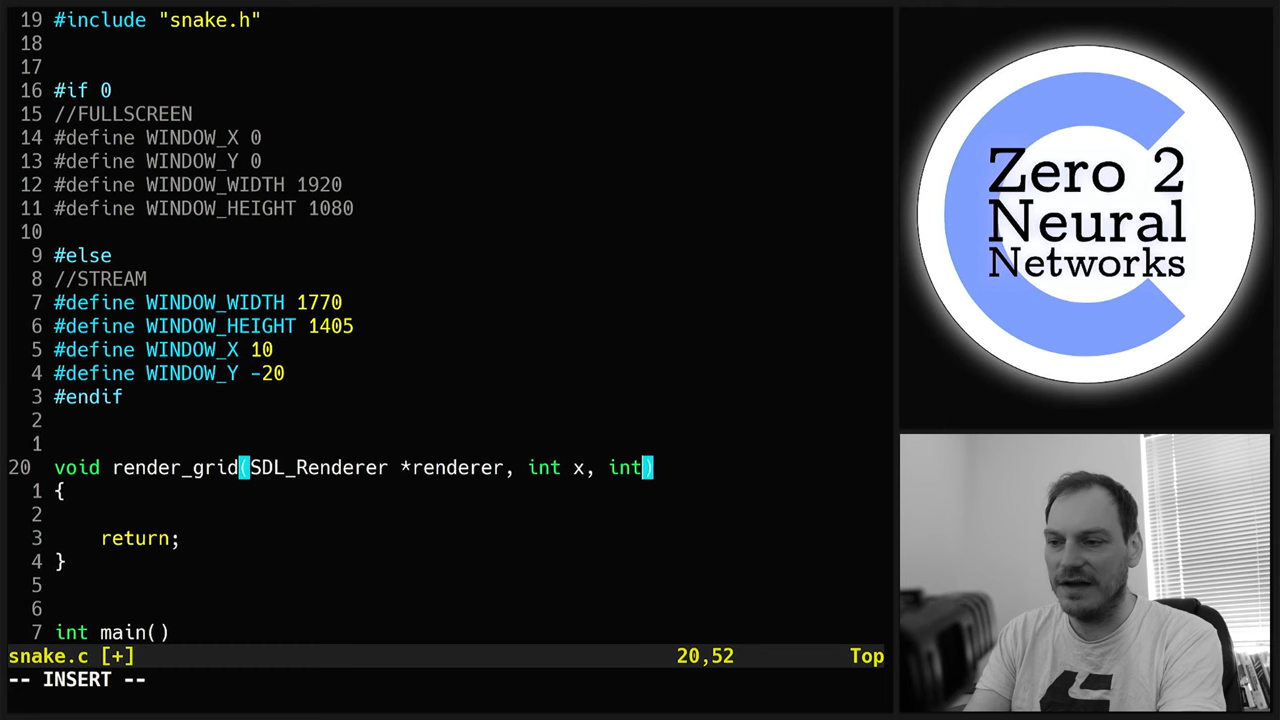 19 #include "snake.h"
18
17
16 #if 0
15 //FULLSCREEN
14 #define WINDOW_X 0
13 #define WINDOW_Y 0
12 #define WINDOW_WIDTH 1920
11 #define WINDOW_HEIGHT 1080
10
9 #else
8 //STREAM
7 #define WINDOW_WIDTH 1770
6 #define WINDOW_HEIGHT 1405
5 #define WINDOW_X 10
4 #define WINDOW_Y -20
3 #endif
2
1
20 void render_grid(SDL_Renderer *renderer, int x, int)
1 {
2
3     return;
4 }
5
6
7 int main()
snake.c [+] 20,52 Top
-- INSERT --
Zero 2
Neural
Networks